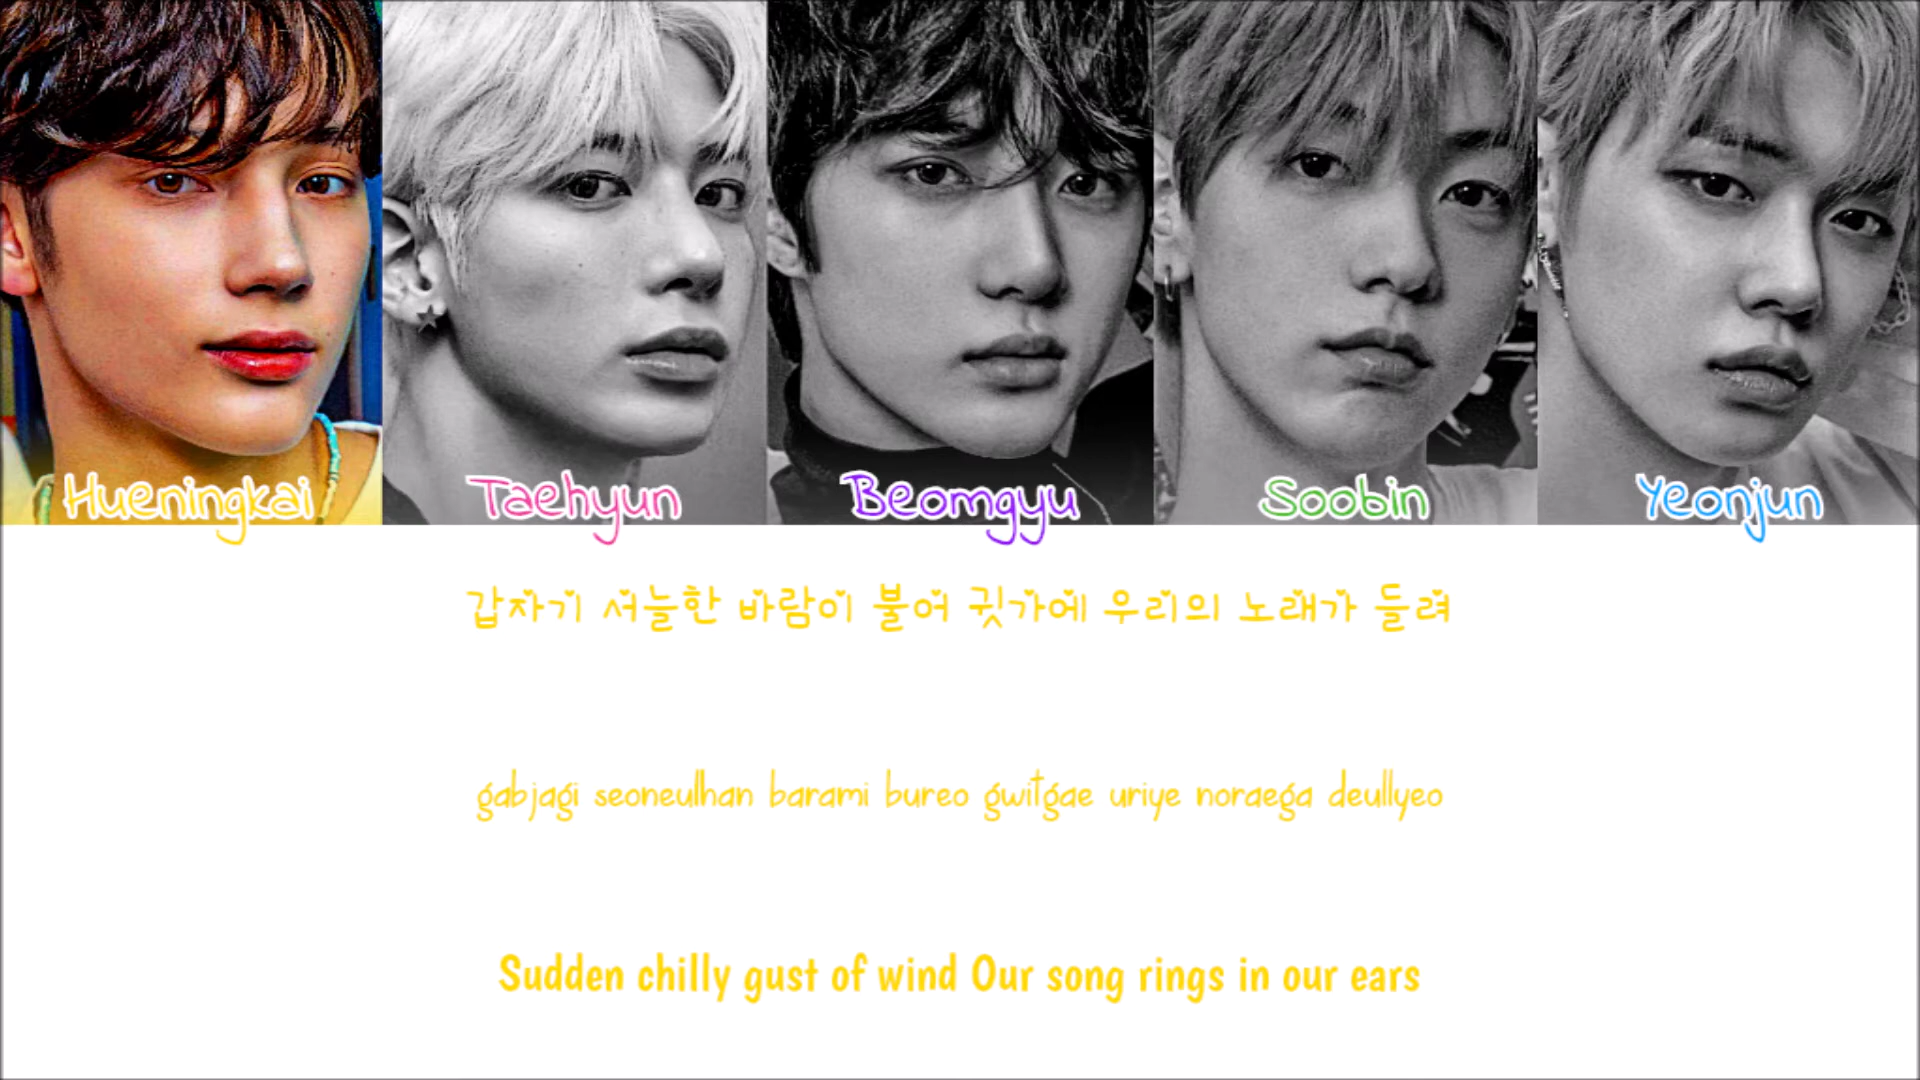 Hueningkai Taehyun Beomgyu Soobin Yeonjun
갑자기 서늘한 바람이 불어 귓가에 우리의 노래가 들려
gabjagi seoneulhan barami bureo gwitgae uriye noraega deullyeo
Sudden chilly gust of wind Our song rings in our ears